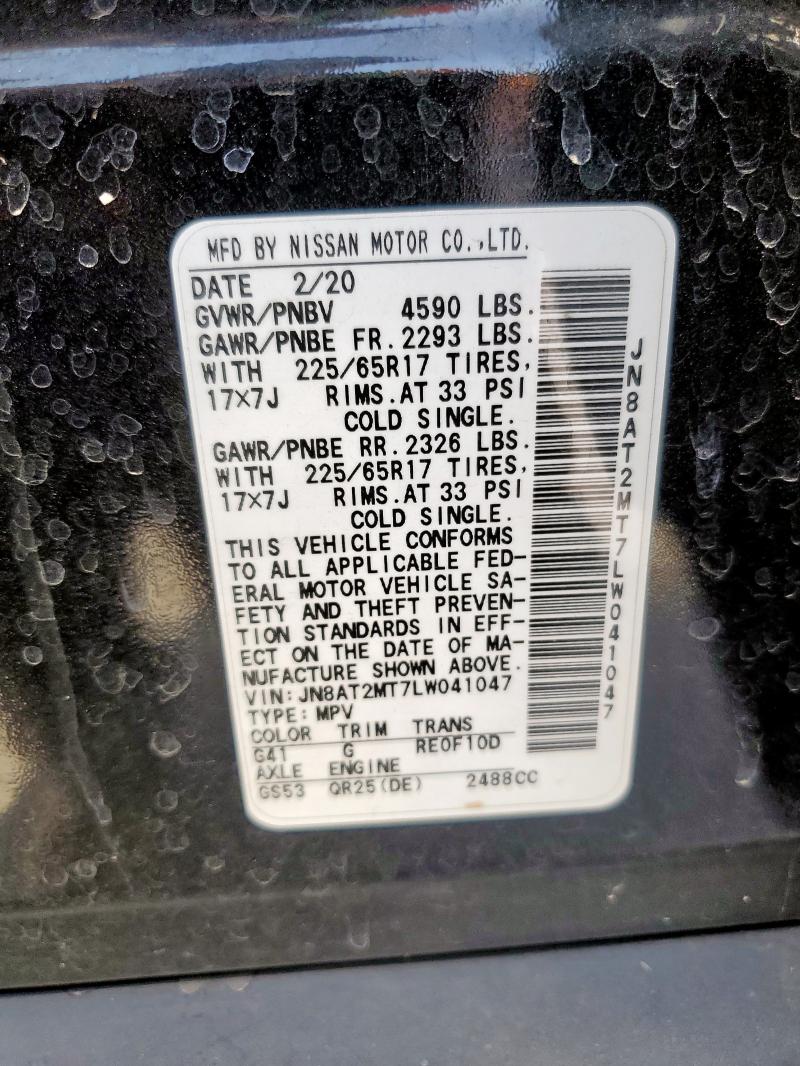 MFD BY NISSAN MOTOR CO.,LTD.
DATE 2/20
GVWR/PNBV 4590 LBS.
GAWR/PNBE FR.2293 LBS.
WITH 225/65R17 TIRES,
17X7J RIMS.AT 33 PSI
COLD SINGLE.
GAWR/PNBE RR.2326 LBS.
WITH 225/65R17 TIRES,
17X7J RIMS.AT 33 PSI
COLD SINGLE.
THIS VEHICLE CONFORMS
TO ALL APPLICABLE FED-
ERAL MOTOR VEHICLE SA-
FETY AND THEFT PREVEN-
TION STANDARDS IN EFF-
ECT ON THE DATE OF MA-
NUFACTURE SHOWN ABOVE.
VIN:JN8AT2MT7LW041047
TYPE:MPV
COLOR TRIM TRANS
G41 G RE0F10D
AXLE ENGINE
GS53 QR25(DE) 2488CC
JN8AT2MT7LW041047